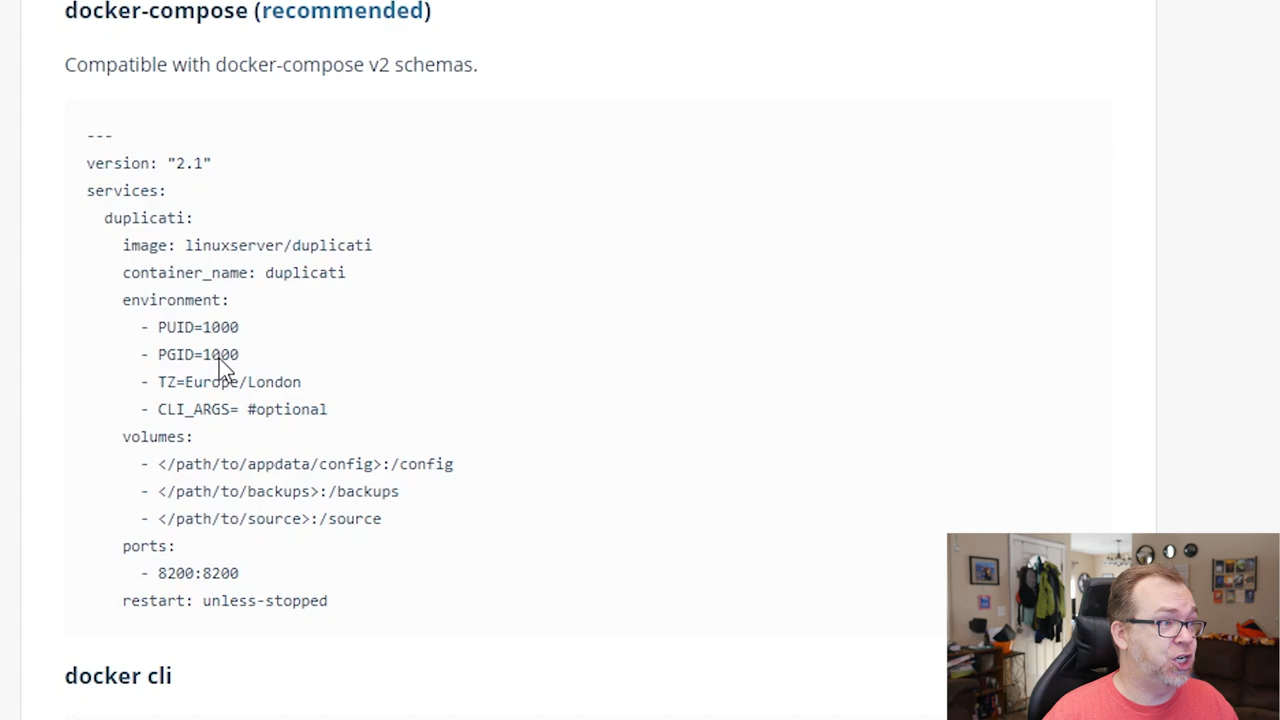 docker-compose (recommended)
Compatible with docker-compose v2 schemas.
---
version: "2.1"
services:
  duplicati:
    image: linuxserver/duplicati
    container_name: duplicati
    environment:
      - PUID=1000
      - PGID=1000
      - TZ=Europe/London
      - CLI_ARGS= #optional
    volumes:
      - </path/to/appdata/config>:/config
      - </path/to/backups>:/backups
      - </path/to/source>:/source
    ports:
      - 8200:8200
    restart: unless-stopped
docker cli